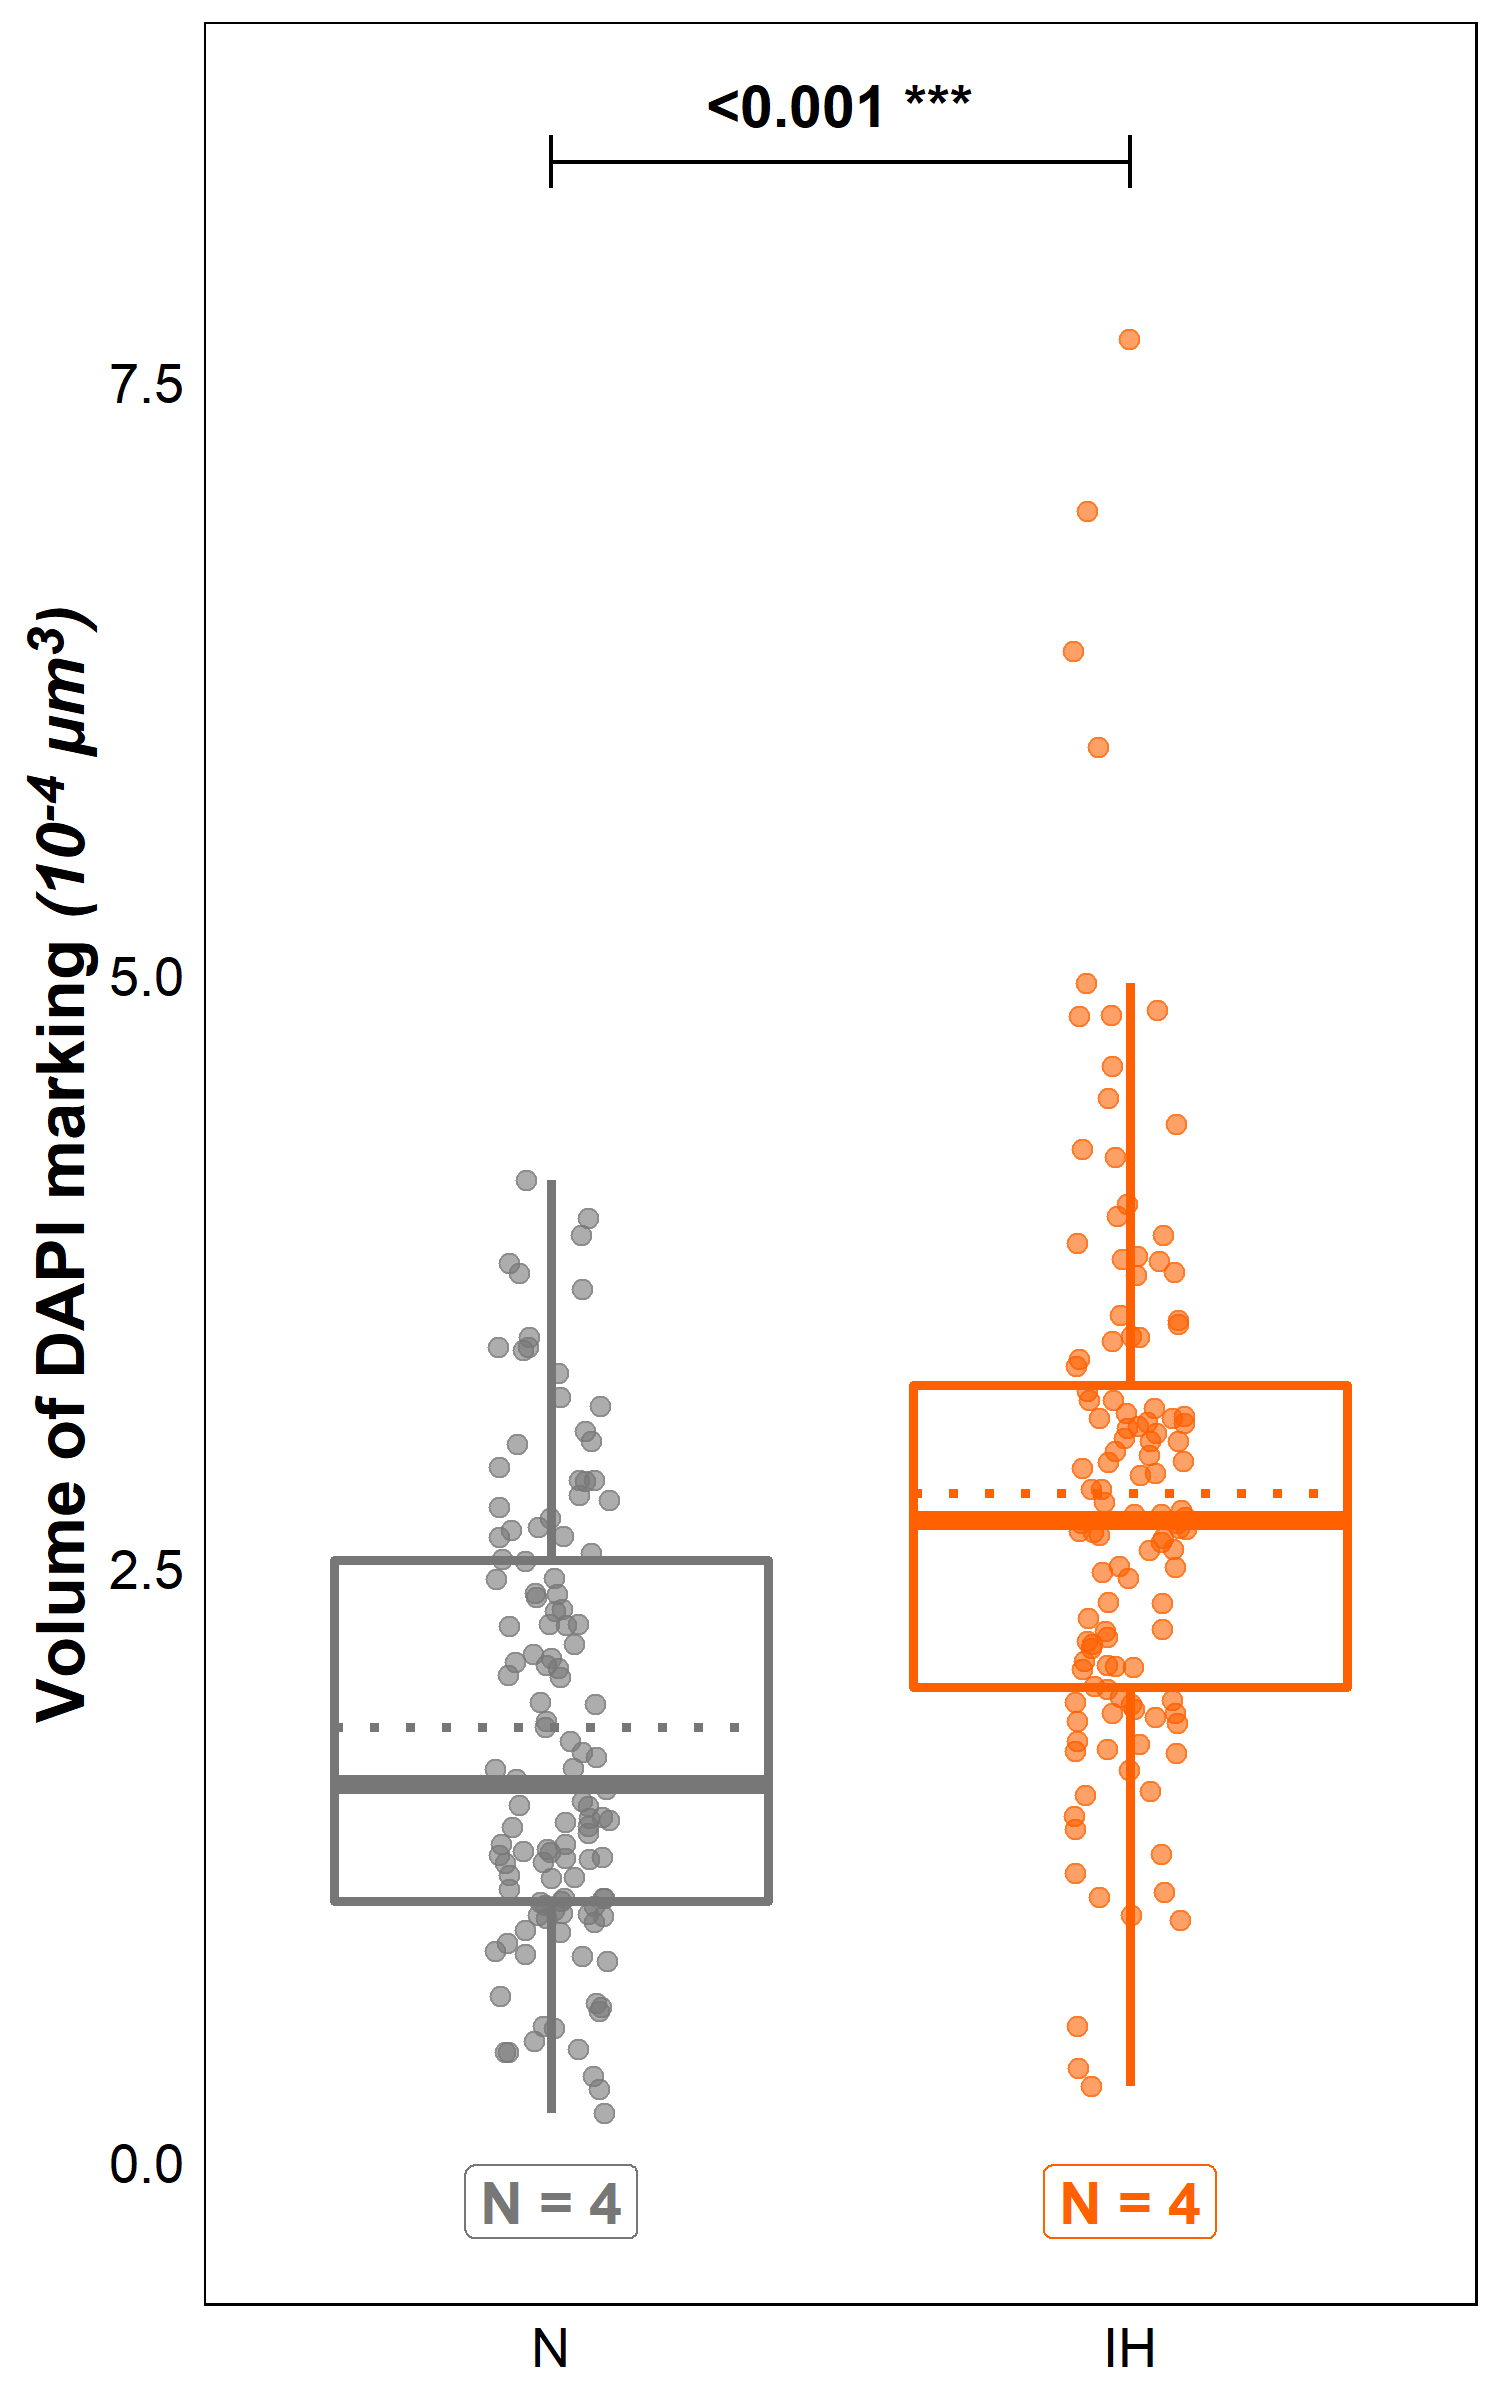 <0.001 ***
Volume of DAPI marking (10⁻⁴ µm³)
7.5
5.0
2.5
0.0
N = 4
N = 4
N
IH